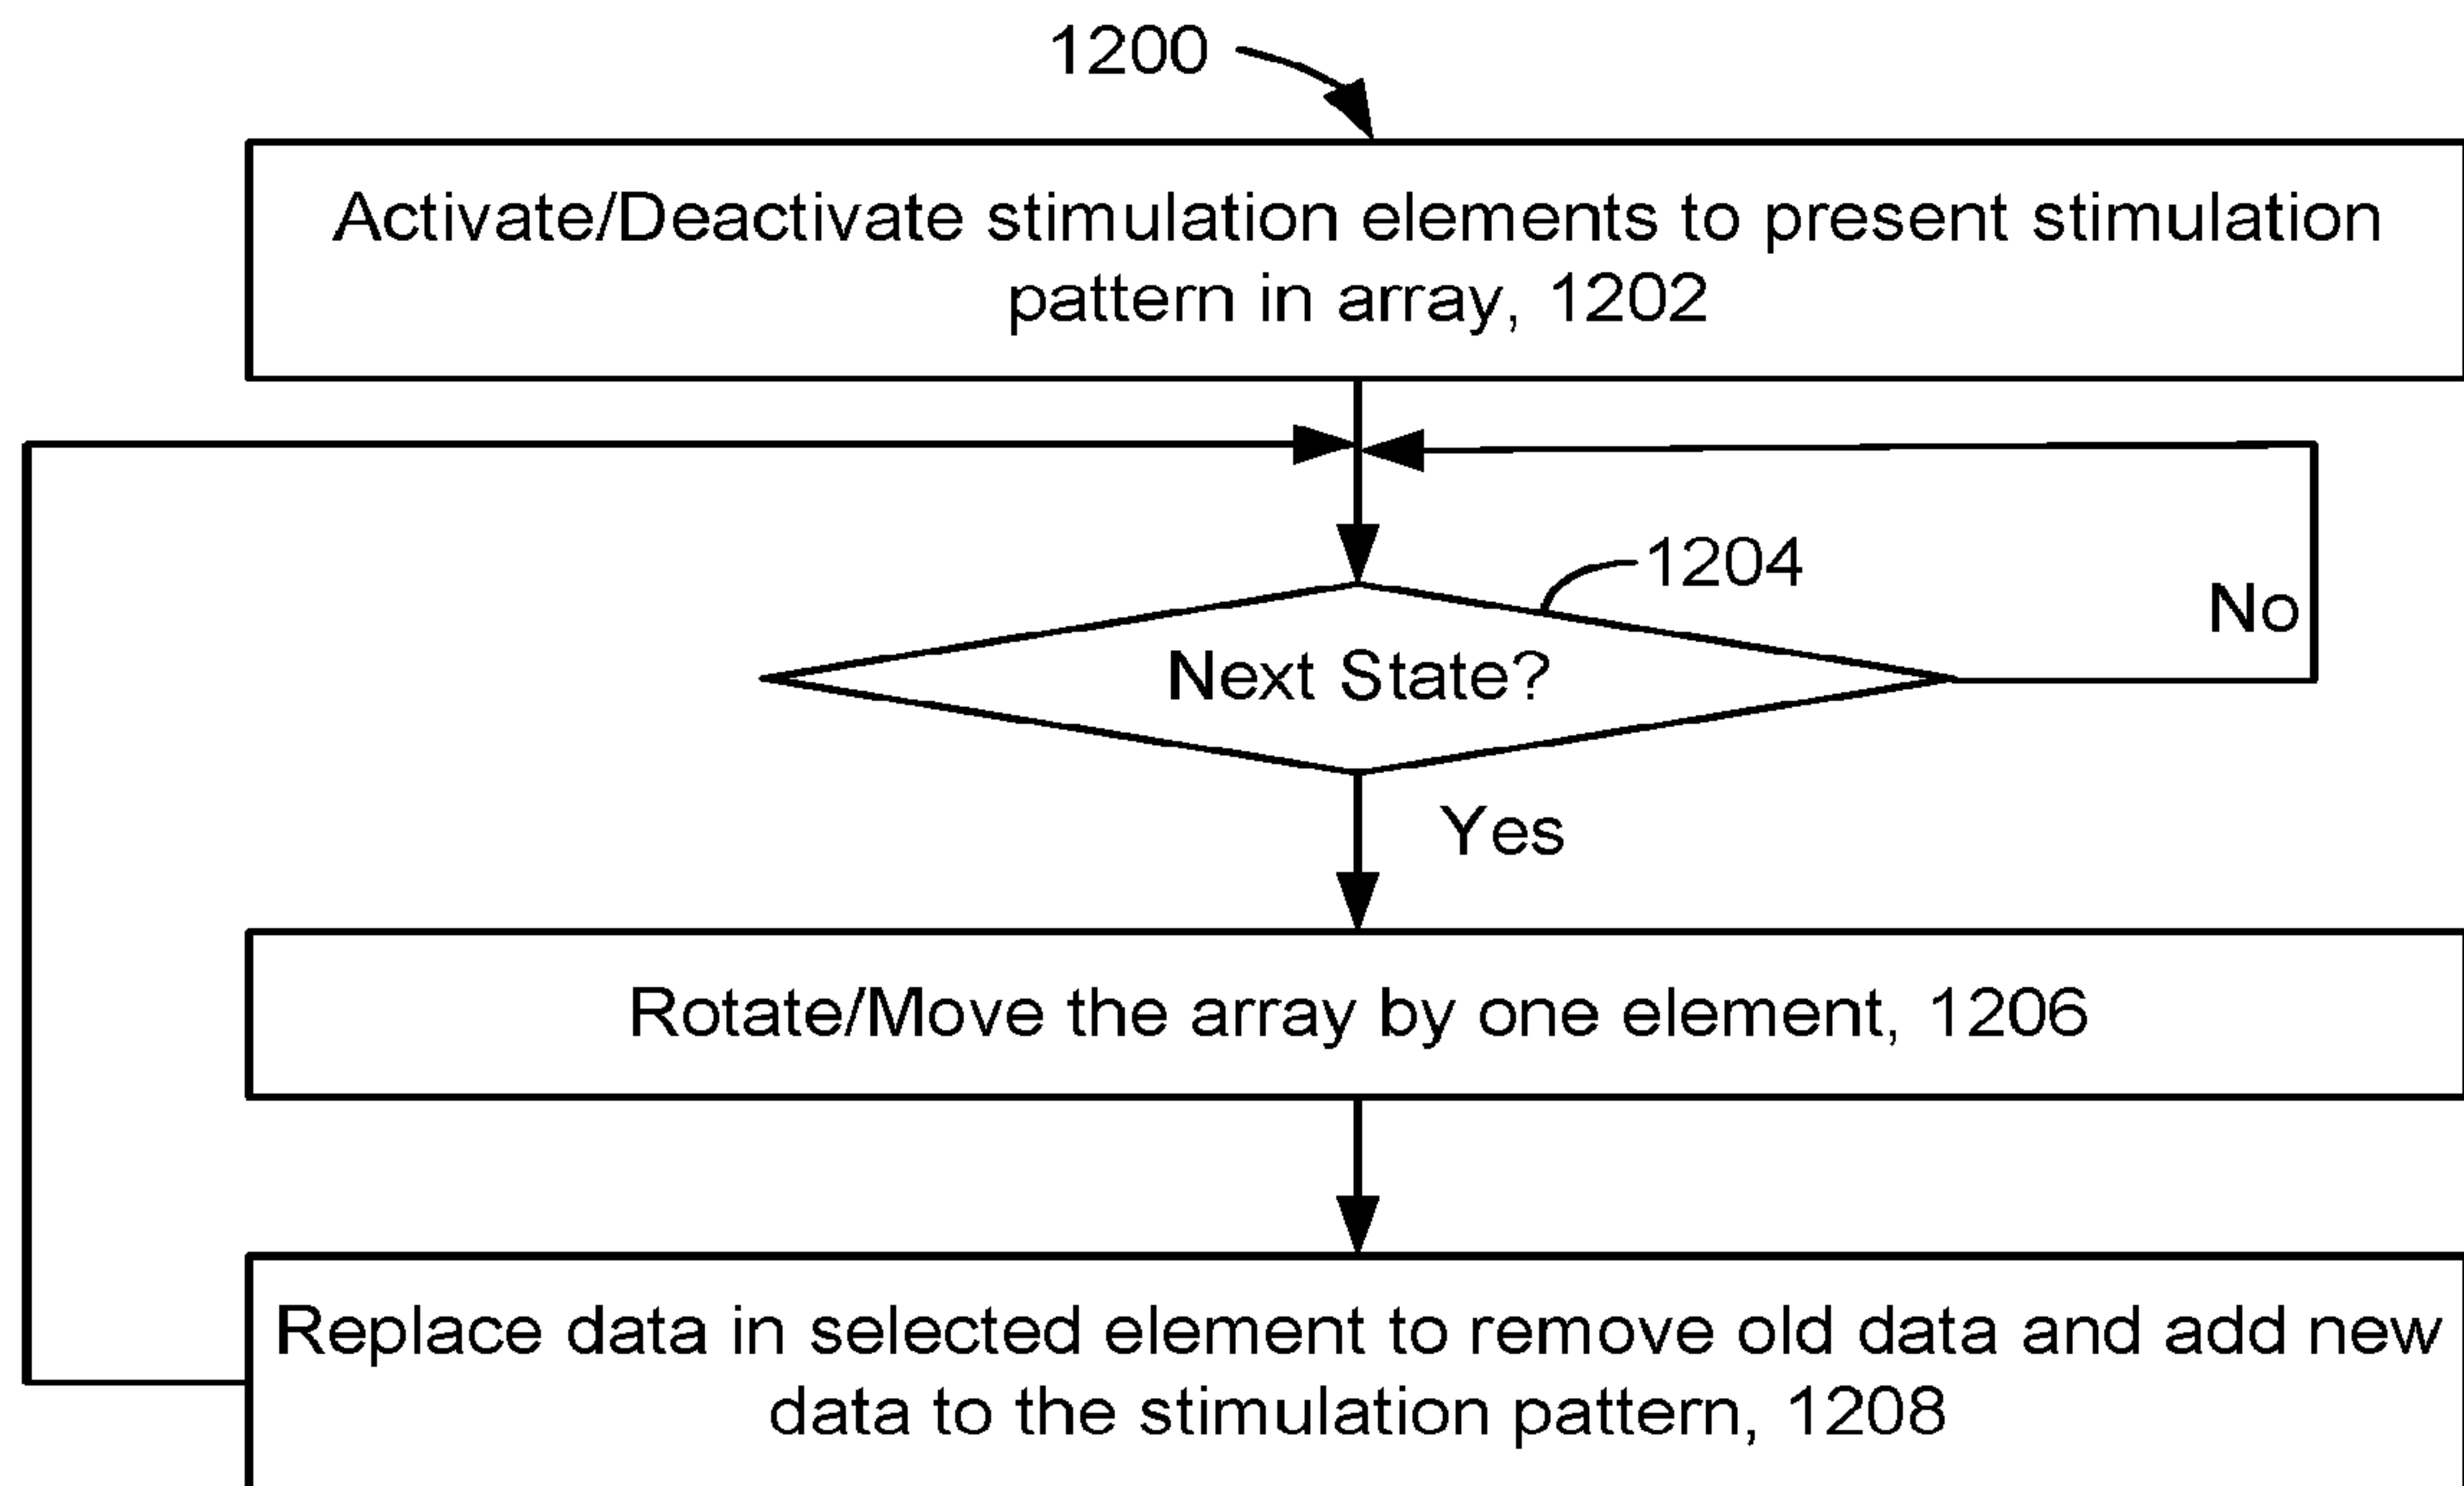 1200
Activate/Deactivate stimulation elements to present stimulation
pattern in array, 1202
1204
No
Next State?
Yes
Rotate/Move the array by one element, 1206
Replace data in selected element to remove old data and add new
data to the stimulation pattern, 1208